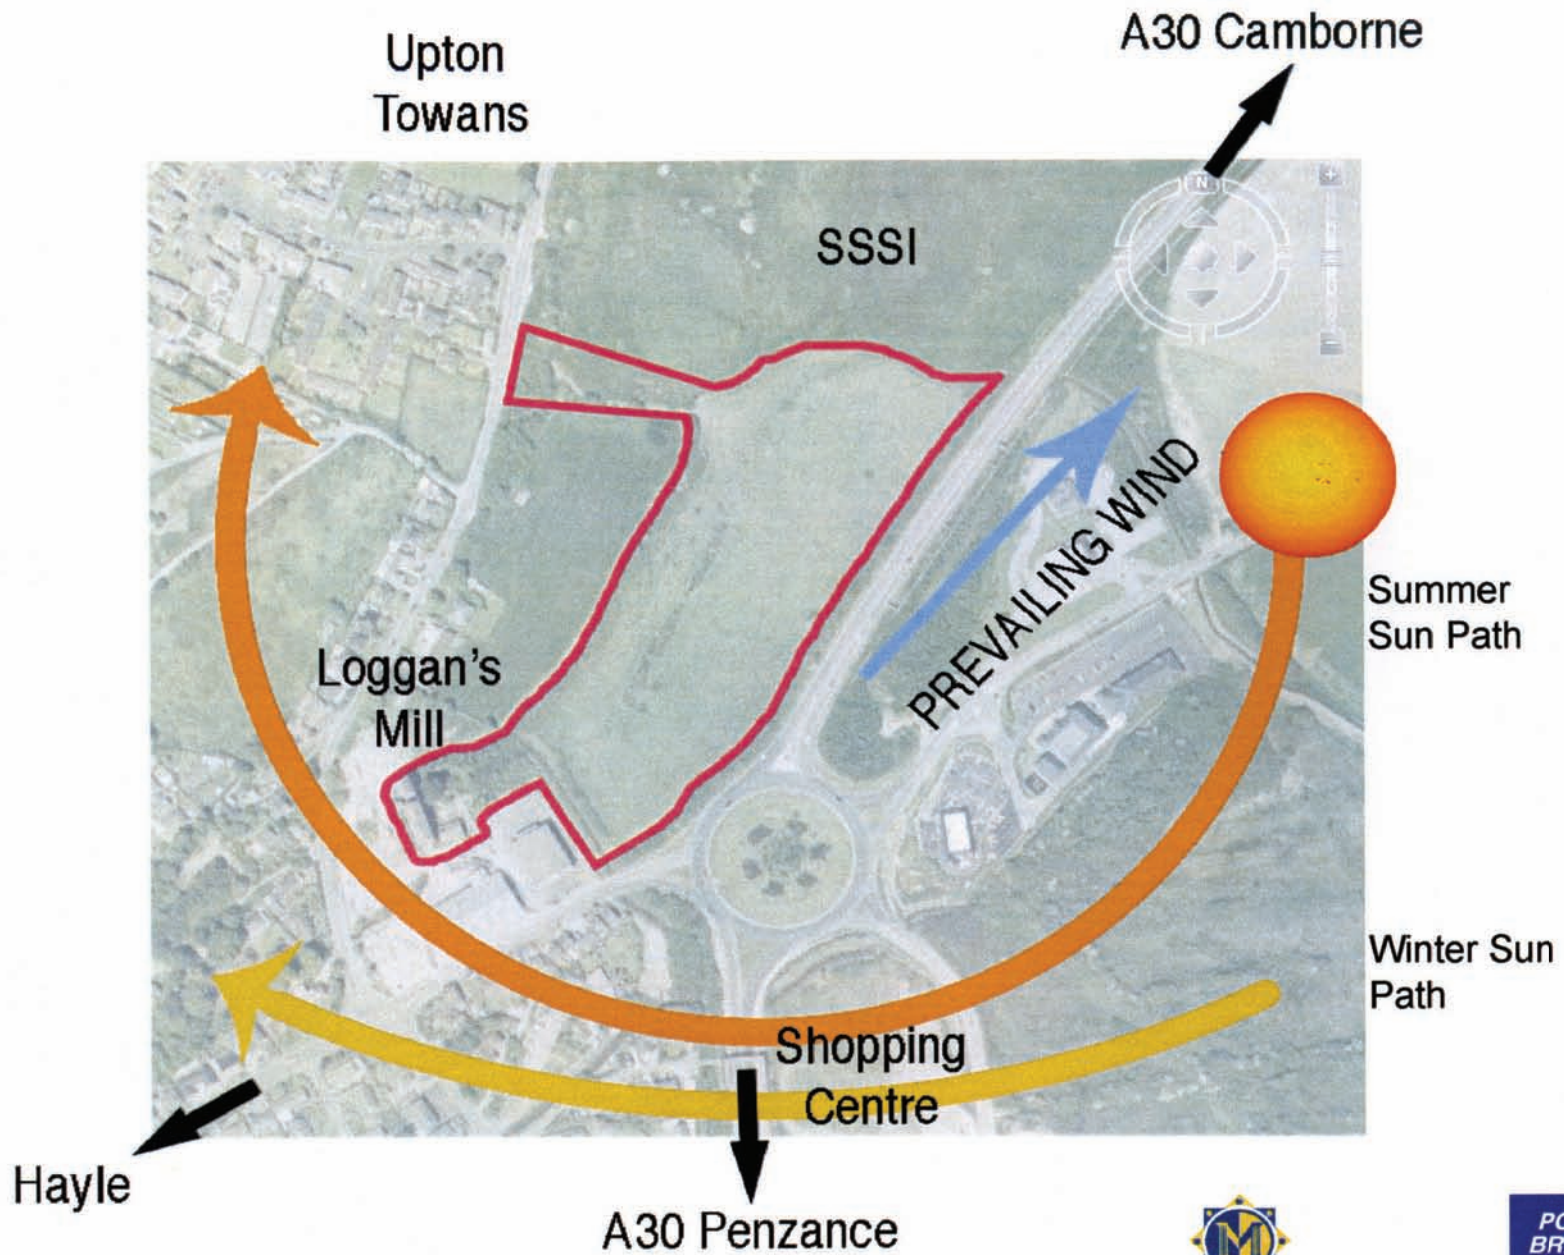 A30 Camborne
Upton
Towans
N
SSSI
PREVAILING WIND
Summer
Sun Path
Loggan's
Mill
Winter Sun
Path
Shopping
Centre
Hayle
A30 Penzance
M